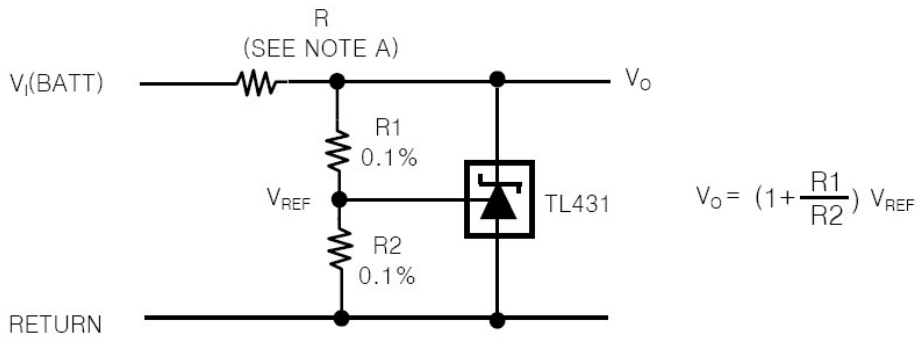 R
(SEE NOTE A)
V_I(BATT)
V_O
R1
0.1%
V_REF
TL431
V_O = (1+ R1/R2) V_REF
R2
0.1%
RETURN